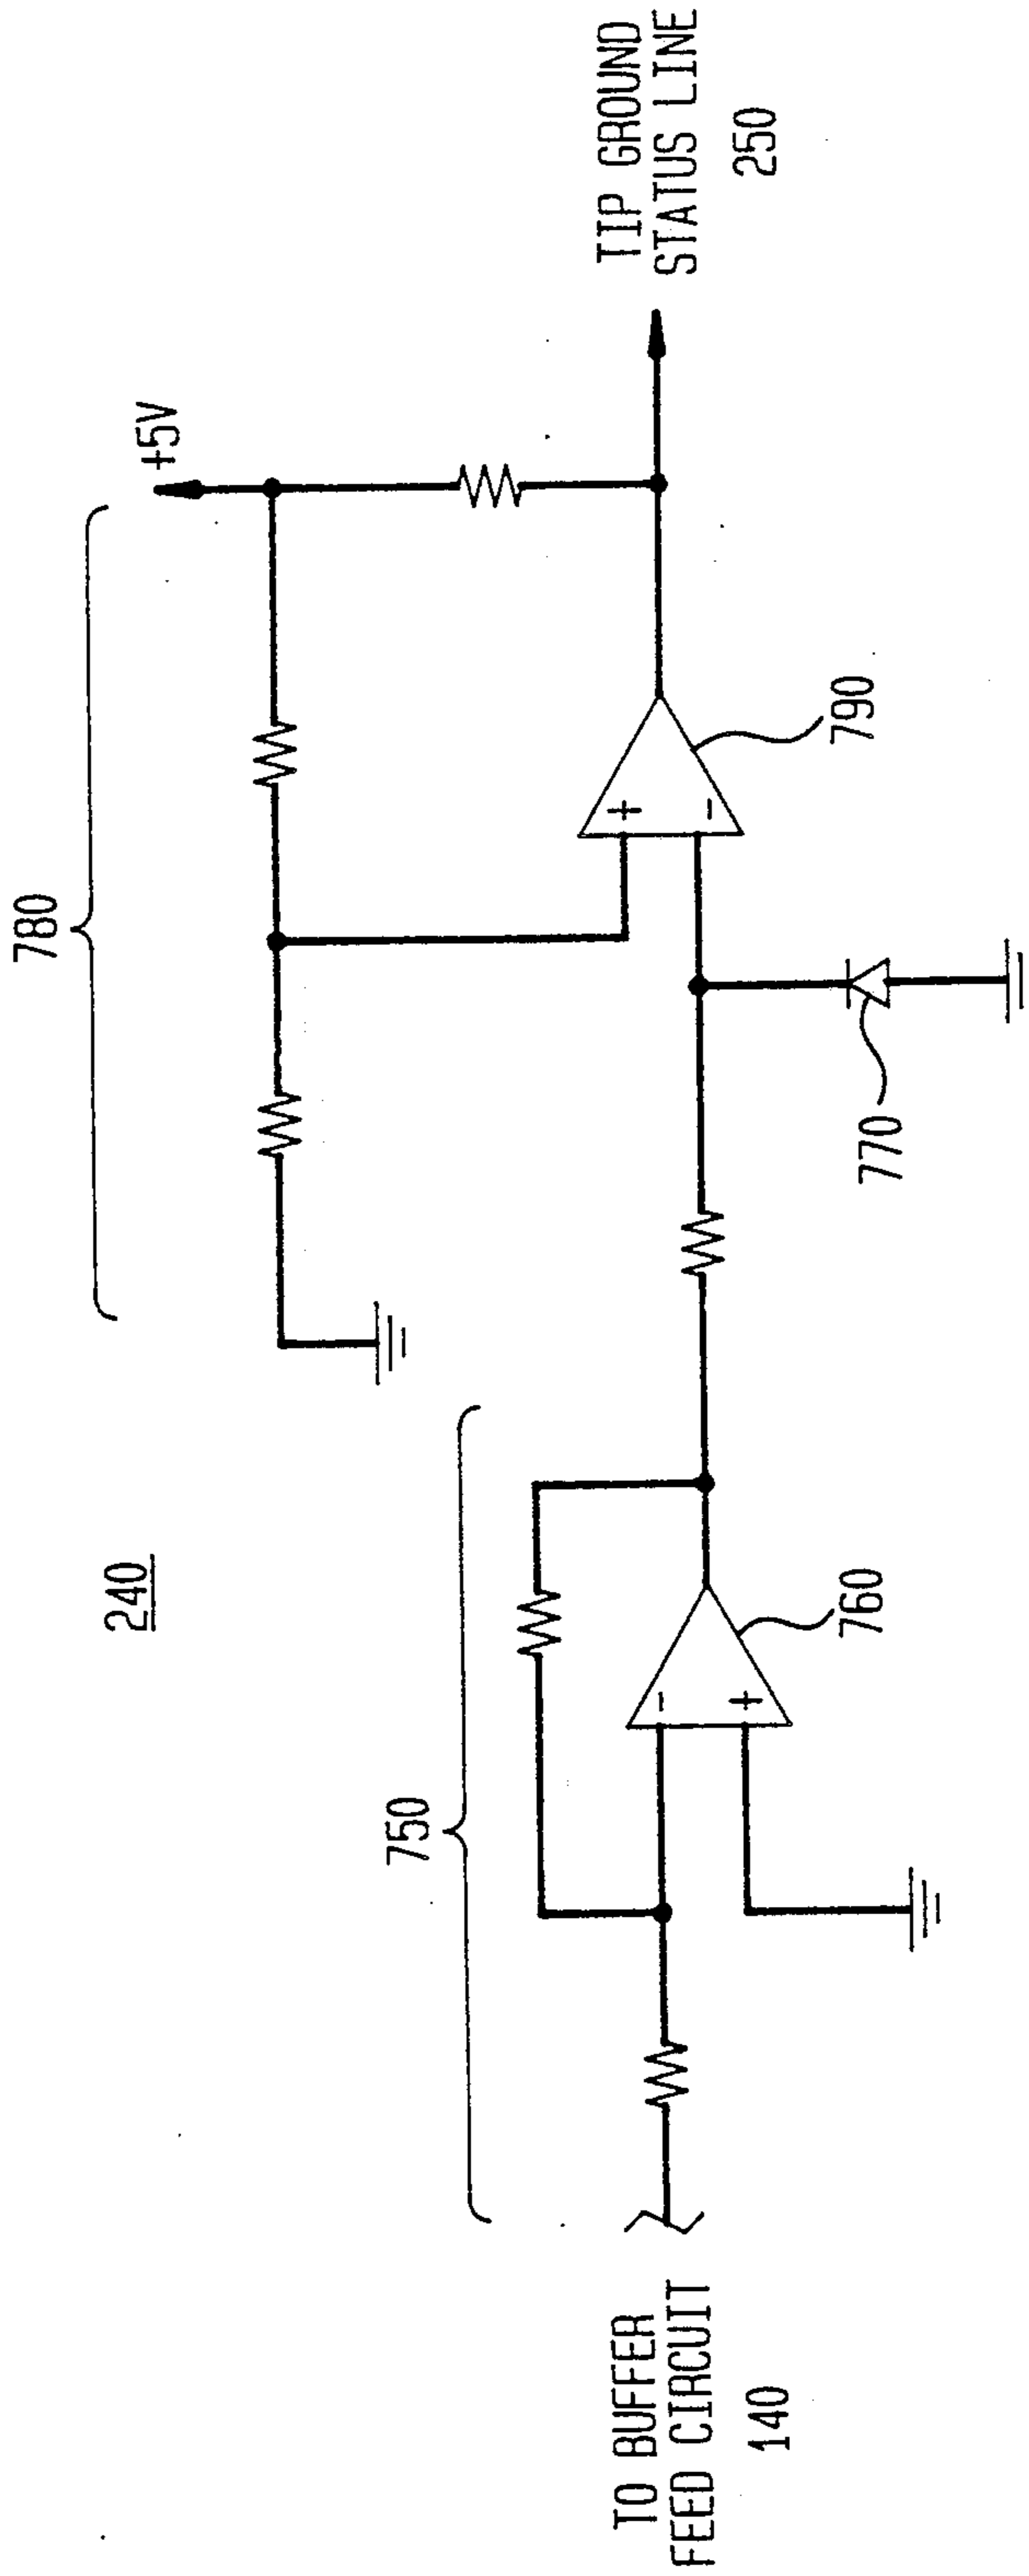 240
780
+5V
750
+
-
790
TIP GROUND
STATUS LINE
250
-
+
760
770
TO BUFFER
FEED CIRCUIT
140